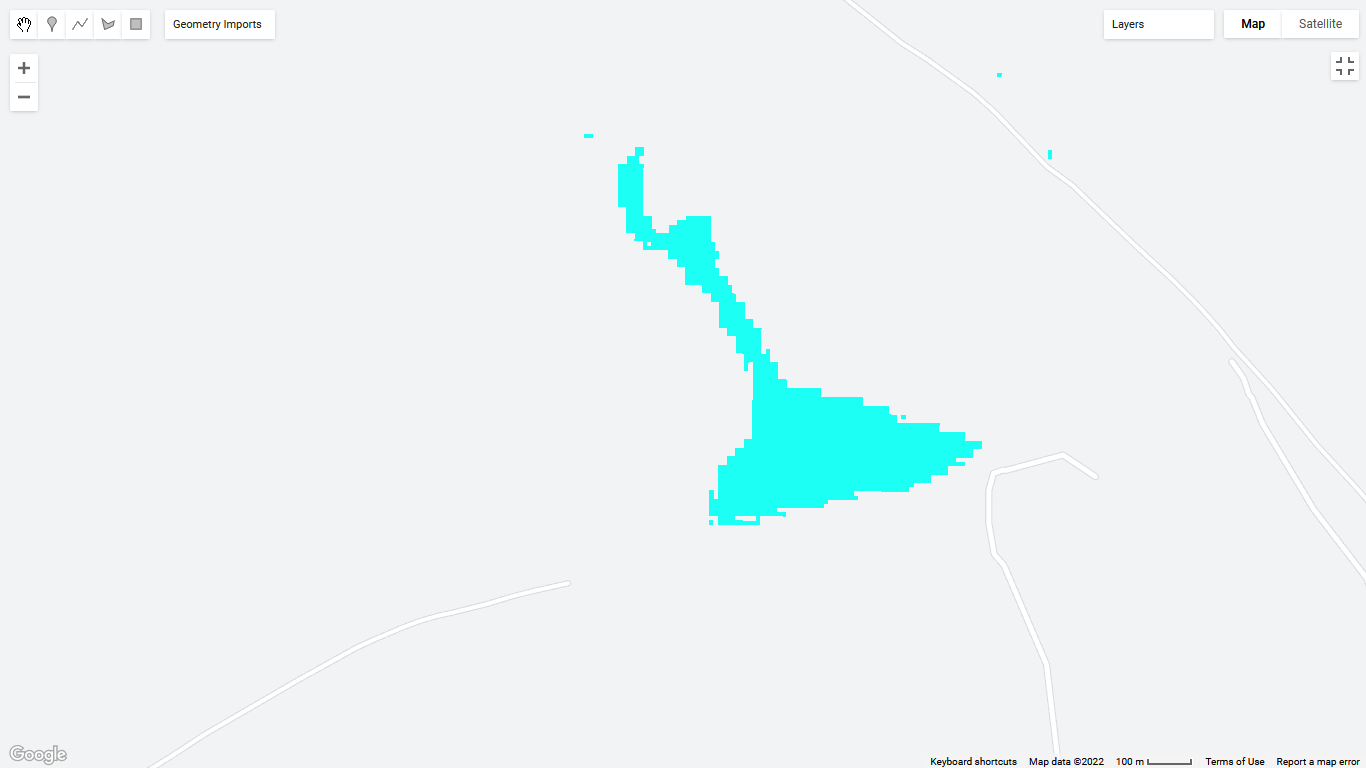 Geometry Imports
Layers
Map
Satellite
+
−
Google
Keyboard shortcuts
Map data ©2022
100 m
Terms of Use
Report a map error